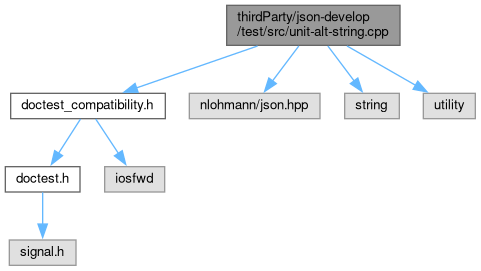 thirdParty/json-develop
/test/src/unit-alt-string.cpp
doctest_compatibility.h
nlohmann/json.hpp
string
utility
doctest.h
iosfwd
signal.h